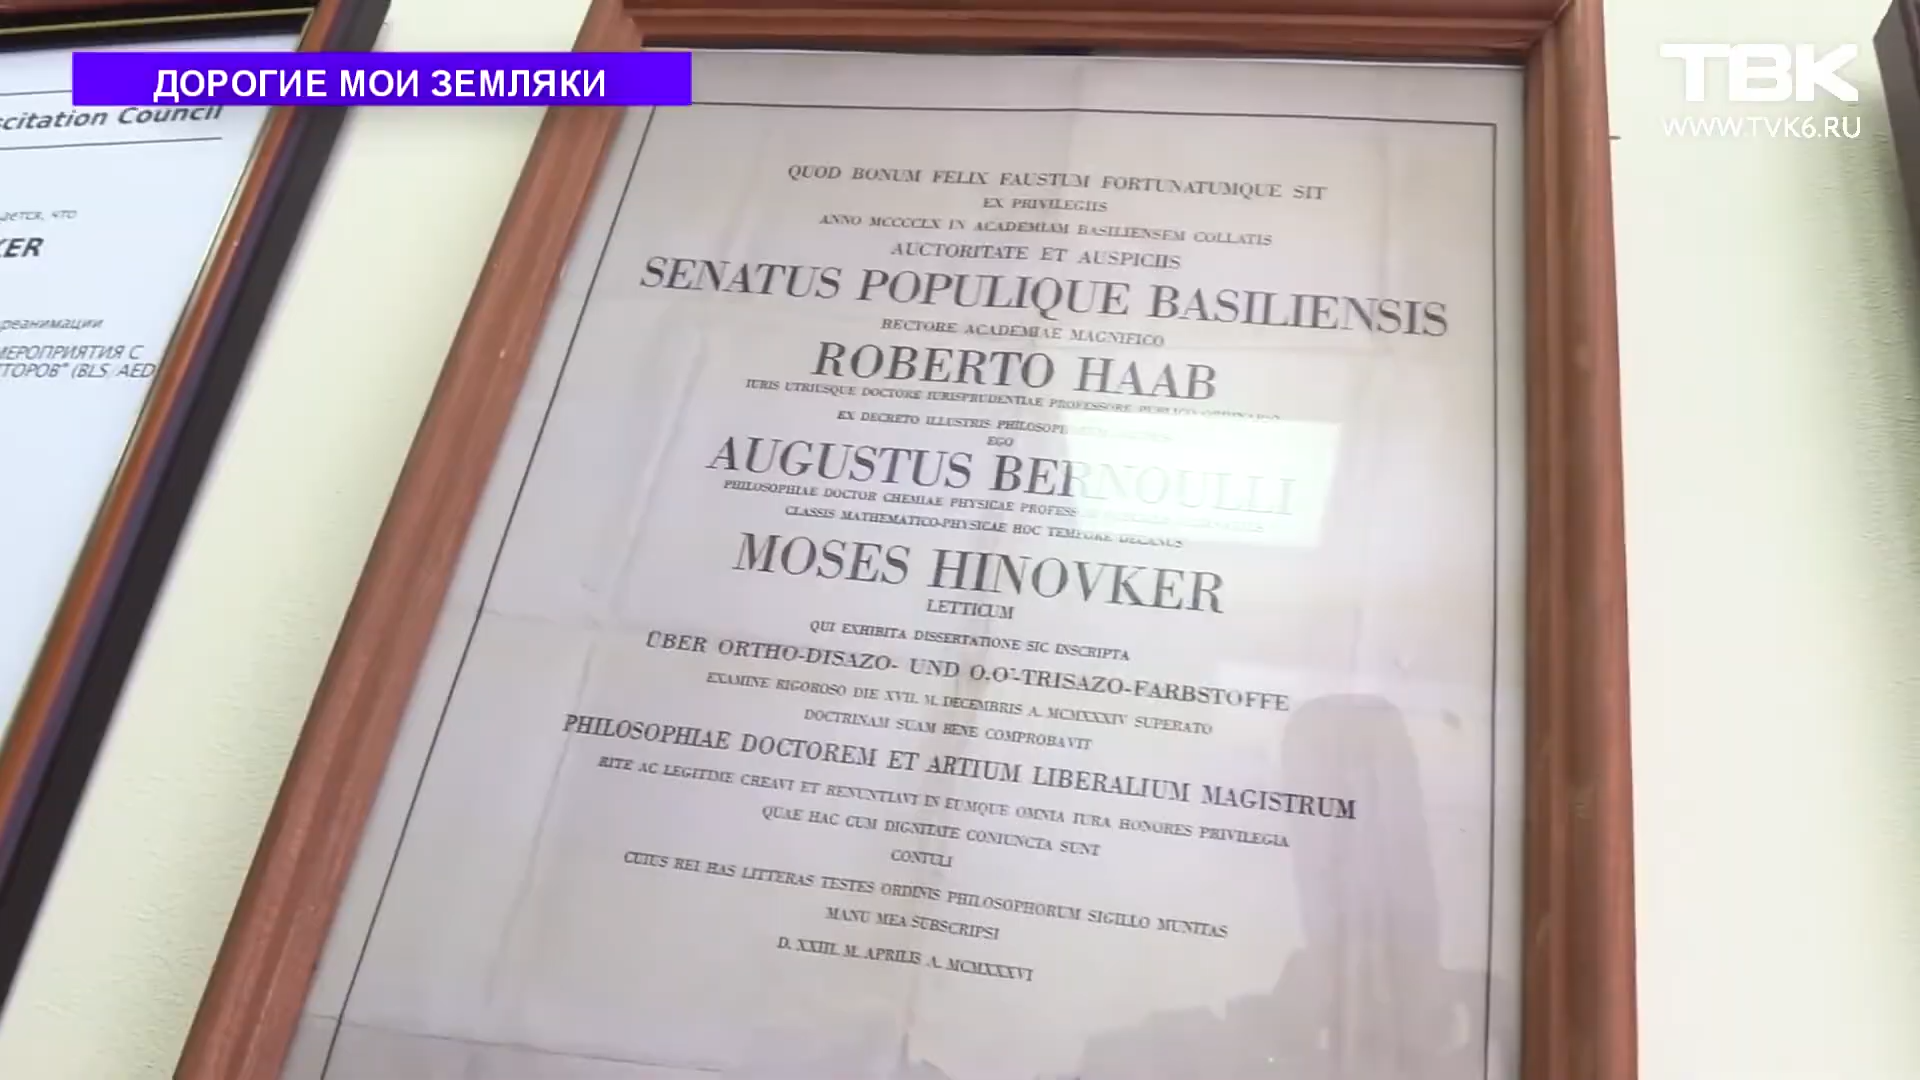 ДОРОГИЕ МОИ ЗЕМЛЯКИ
ТВК
WWW.TVK6.RU
Council
что
реанимации
МЕРОПРИЯТИЯ С
(BLS/AED
QUOD BONUM FELIX FAUSTUM FORTUNATUMQUE SIT
EX PRIVILEGIIS
ANNO MCCCCLX IN ACADEMIAM BASILIENSEM COLLATIS
AUCTORITATE ET AUSPICIIS
SENATUS POPULIQUE BASILIENSIS
RECTORE ACADEMIAE MAGNIFICO
ROBERTO HAAB
IURIS UTRIUSQUE DOCTORE IURISPRUDENTIAE PROFESSORE PUBLICO ORDINARIO
EX DECRETO ILLUSTRIS
EGO
AUGUSTUS BERNOULLI
PHILOSOPHIAE DOCTOR CHEMIAE PHYSICAE
CLASSIS MATHEMATICO-PHYSICAE HOC TEMPORE DECANUS
MOSES HINOVKER
LETTICUM
QUI EXHIBITA DISSERTATIONE SIC INSCRIPTA
ÜBER ORTHO-DISAZO- UND O.O'-TRISAZO-FARBSTOFFE
EXAMINE RIGOROSO DIE XVII. M. DECEMBRIS A. MCMXXXIV SUPERATO
DOCTRINAM SUAM BENE COMPROBAVIT
PHILOSOPHIAE DOCTOREM ET ARTIUM LIBERALIUM MAGISTRUM
RITE AC LEGITIME CREAVI ET RENUNTIAVI IN EUMQUE OMNIA IURA HONORES PRIVILEGIA
QUAE HAC CUM DIGNITATE CONIUNCTA SUNT
CONTULI
CUIUS REI HAS LITTERAS TESTES ORDINIS PHILOSOPHORUM SIGILLO MUNITAS
MANU MEA SUBSCRIPSI
D. XXIII. M. APRILIS A. MCMXXXVI